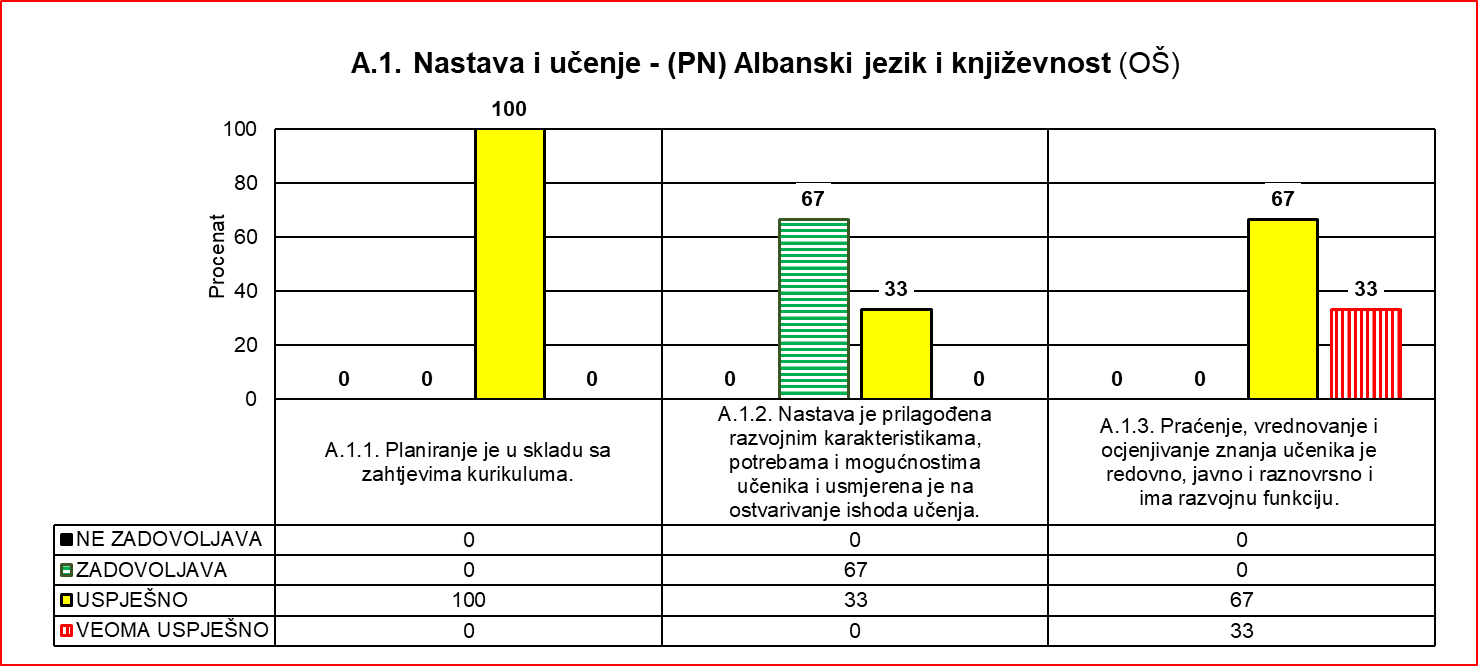 A.1. Nastava i učenje - (PN) Albanski jezik i književnost (OŠ)
Procenat
100
80
60
40
20
0
0 0 100 0
0 67 33 0
0 0 67 33
A.1.1. Planiranje je u skladu sa
zahtjevima kurikuluma.
A.1.2. Nastava je prilagođena
razvojnim karakteristikama,
potrebama i mogućnostima
učenika i usmjerena je na
ostvarivanje ishoda učenja.
A.1.3. Praćenje, vrednovanje i
ocjenjivanje znanja učenika je
redovno, javno i raznovrsno i
ima razvojnu funkciju.
NE ZADOVOLJAVA 0 0 0
ZADOVOLJAVA 0 67 0
USPJEŠNO 100 33 67
VEOMA USPJEŠNO 0 0 33